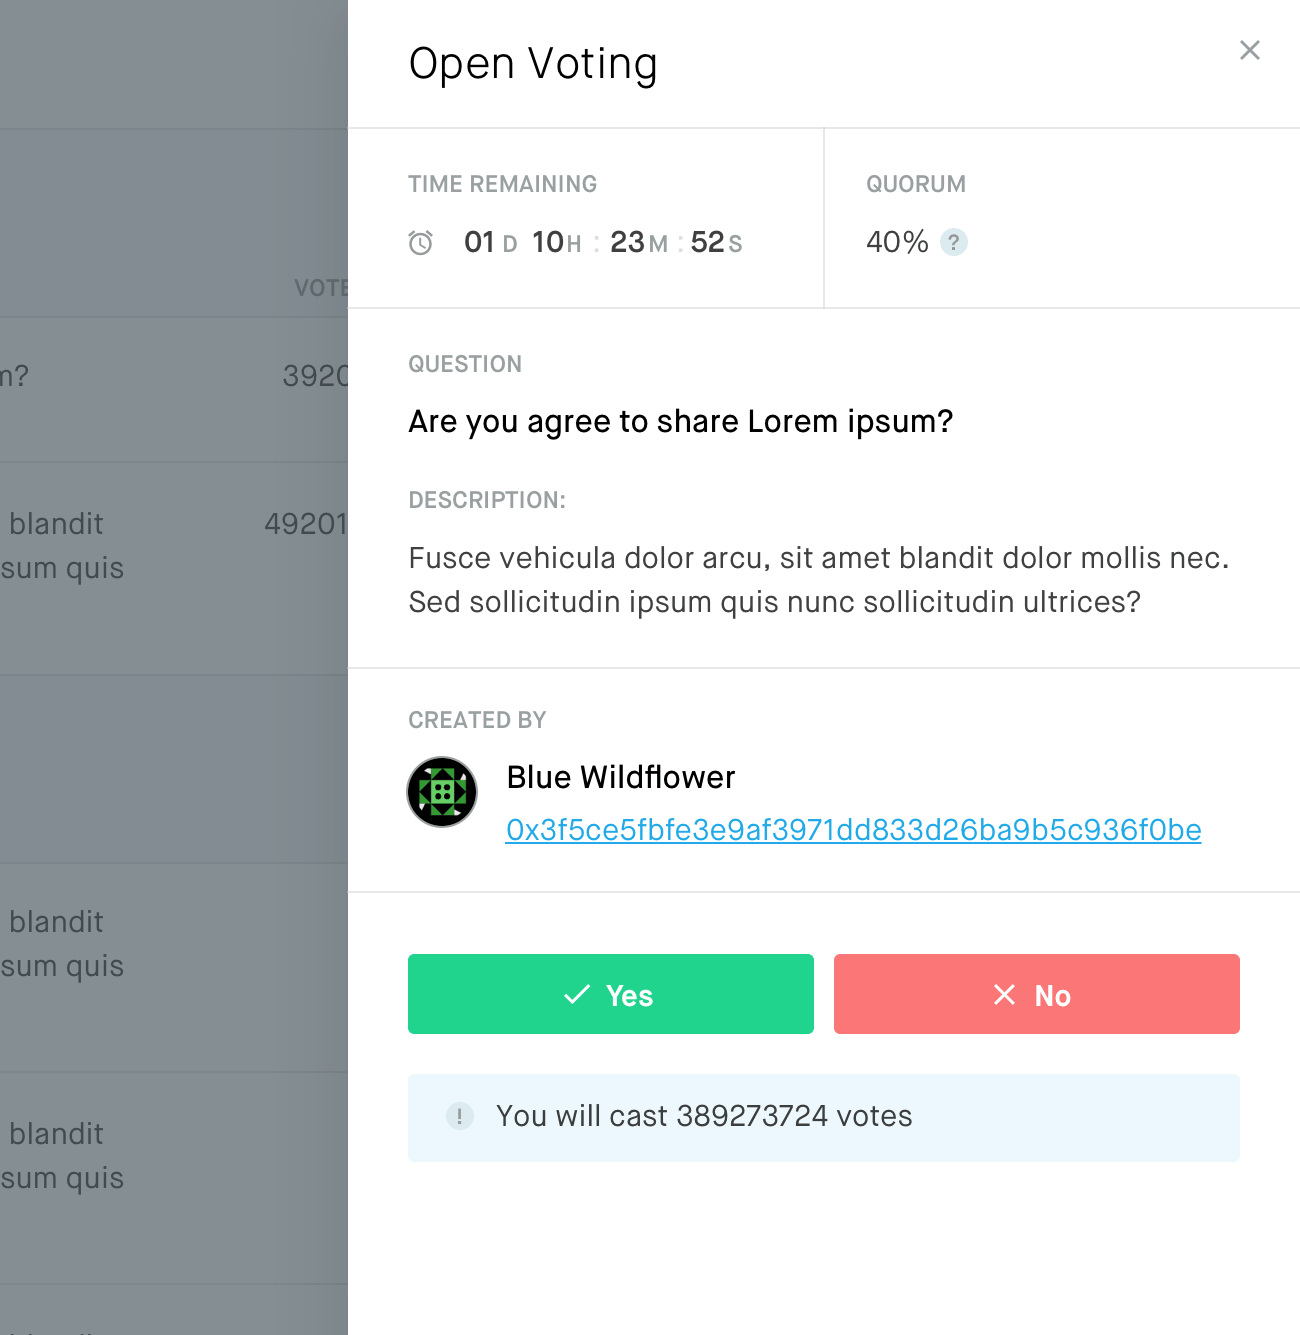 Open Voting
TIME REMAINING
01 D 10 H : 23 M : 52 S
QUORUM
40% ?
QUESTION
Are you agree to share Lorem ipsum?
DESCRIPTION:
Fusce vehicula dolor arcu, sit amet blandit dolor mollis nec.
Sed sollicitudin ipsum quis nunc sollicitudin ultrices?
CREATED BY
Blue Wildflower
0x3f5ce5fbfe3e9af3971dd833d26ba9b5c936f0be
Yes
No
! You will cast 389273724 votes
VOTE
m?
3920
blandit
49201
sum quis
blandit
sum quis
blandit
sum quis